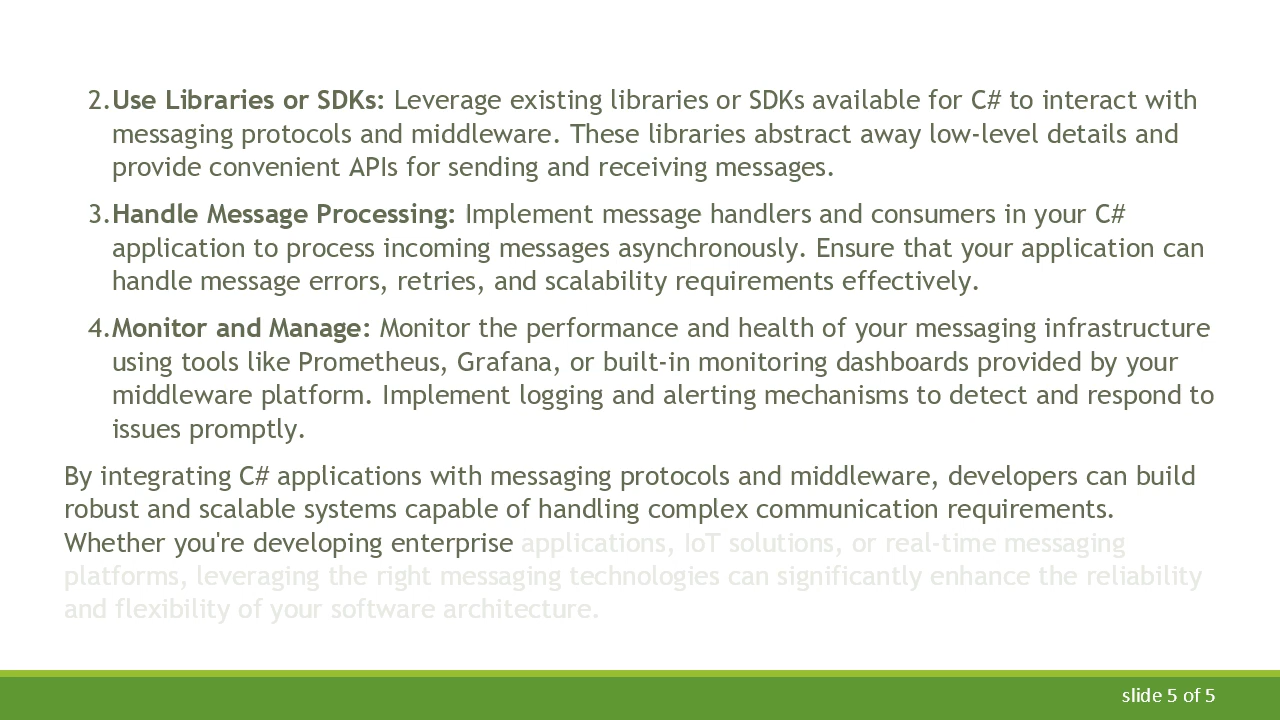 2.Use Libraries or SDKs: Leverage existing libraries or SDKs available for C# to interact with
messaging protocols and middleware. These libraries abstract away low-level details and
provide convenient APIs for sending and receiving messages.
3.Handle Message Processing: Implement message handlers and consumers in your C#
application to process incoming messages asynchronously. Ensure that your application can
handle message errors, retries, and scalability requirements effectively.
4.Monitor and Manage: Monitor the performance and health of your messaging infrastructure
using tools like Prometheus, Grafana, or built-in monitoring dashboards provided by your
middleware platform. Implement logging and alerting mechanisms to detect and respond to
issues promptly.
By integrating C# applications with messaging protocols and middleware, developers can build
robust and scalable systems capable of handling complex communication requirements.
Whether you're developing enterprise applications, IoT solutions, or real-time messaging
platforms, leveraging the right messaging technologies can significantly enhance the reliability
and flexibility of your software architecture.
slide 5 of 5